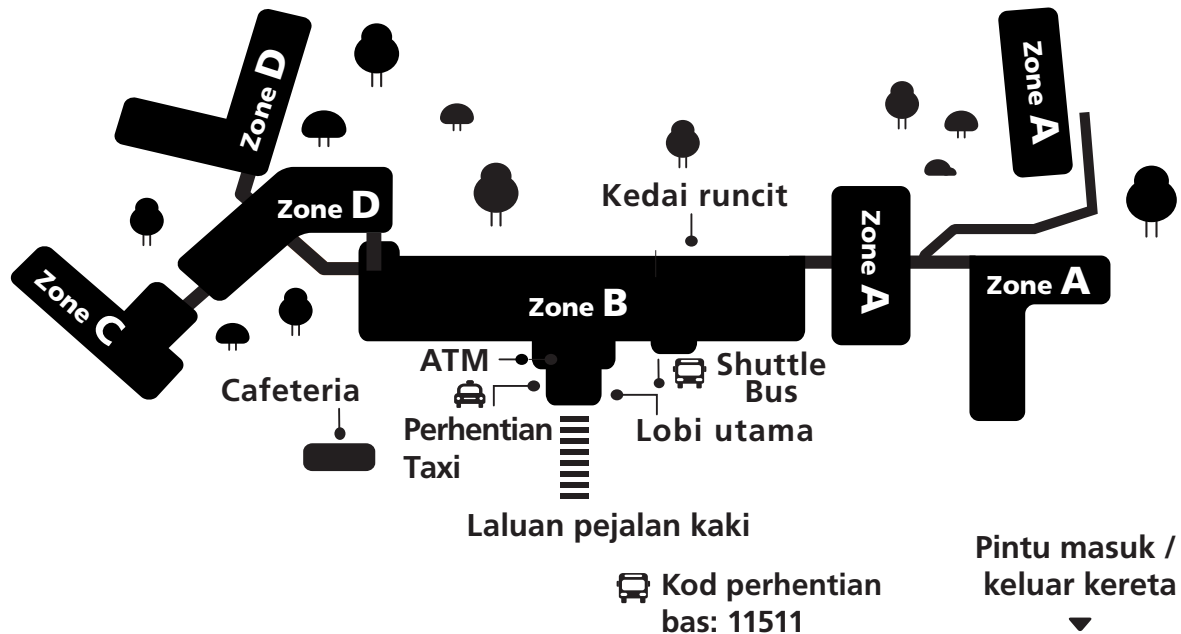 Zone D
Zone A
Kedai runcit
Zone D
Zone A
Zone C
Zone B
Zone A
ATM
Shuttle
Bus
Cafeteria
Perhentian
Taxi
Lobi utama
Laluan pejalan kaki
Pintu masuk /
keluar kereta
Kod perhentian
bas: 11511